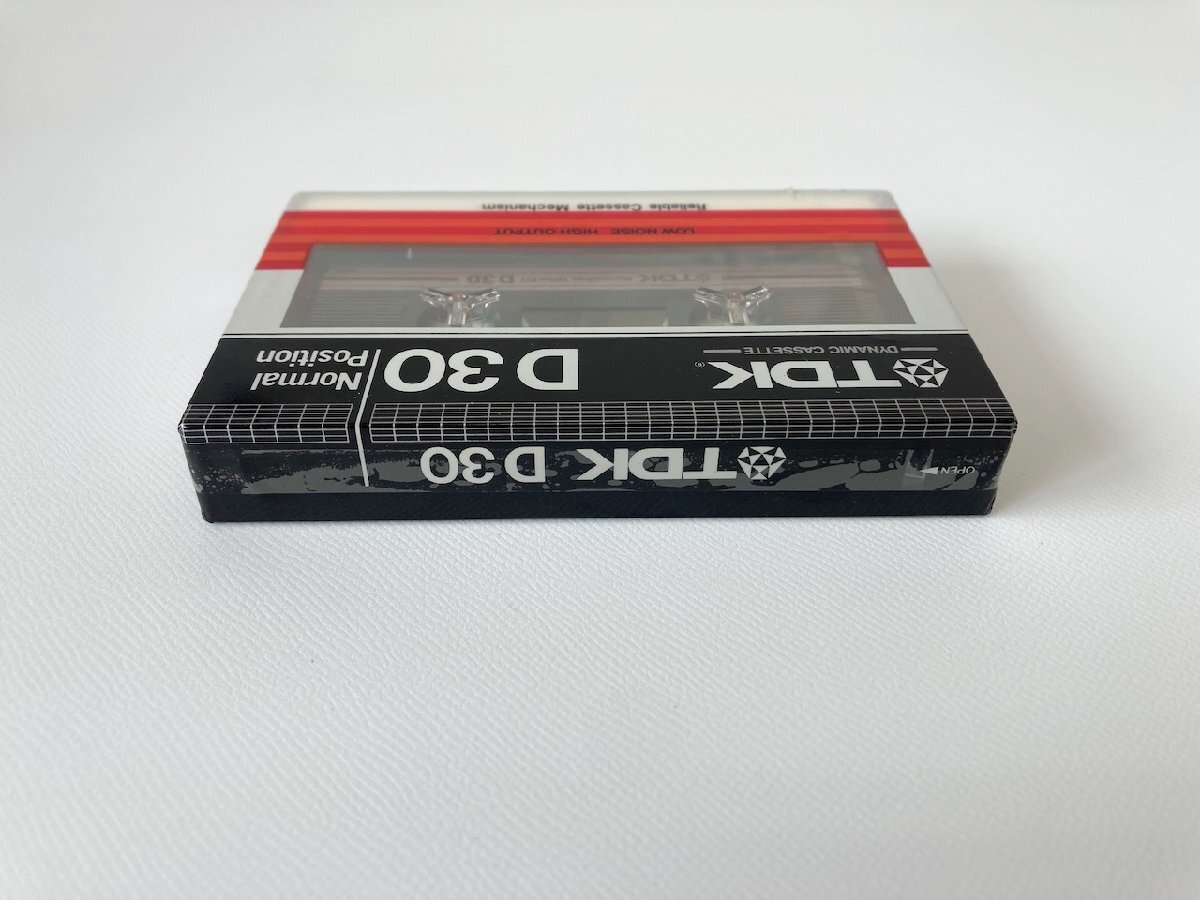 Reliable Cassette Mechanism
LOW NOISE HIGH OUTPUT
TDK D30
TDK® D30 Normal Position
DYNAMIC CASSETTE
OPEN TDK D30